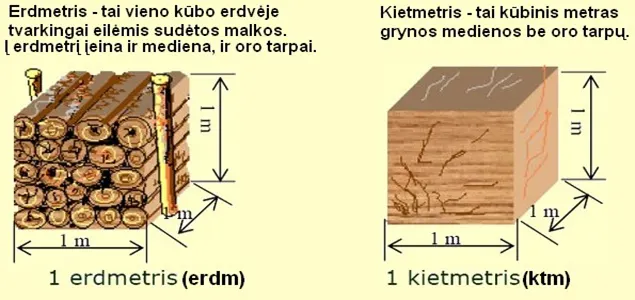 Erdmetris - tai vieno kūbo erdvėje
tvarkingai eilėmis sudėtos malkos.
Į erdmetrį įeina ir mediena, ir oro tarpai.
1 m
1 m
1 m
1 erdmetris (erdm)
Kietmetris - tai kūbinis metras
grynos medienos be oro tarpų.
1 m
1 m
1 m
1 kietmetris (ktm)